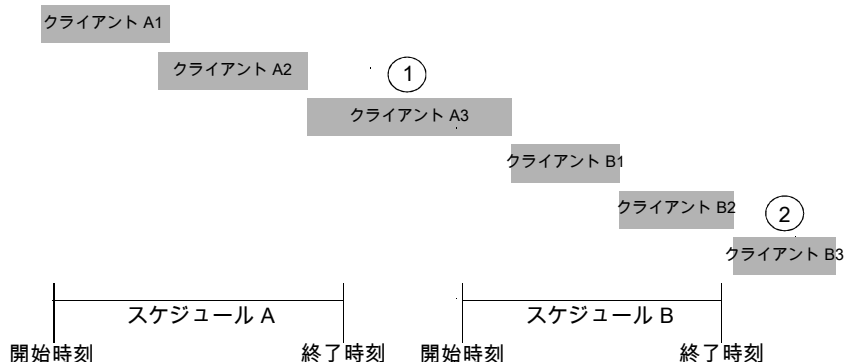 クライアント A1
クライアント A2
1
クライアント A3
クライアント B1
クライアント B2
2
クライアント B3
スケジュール A
スケジュール B
開始時刻
終了時刻
開始時刻
終了時刻